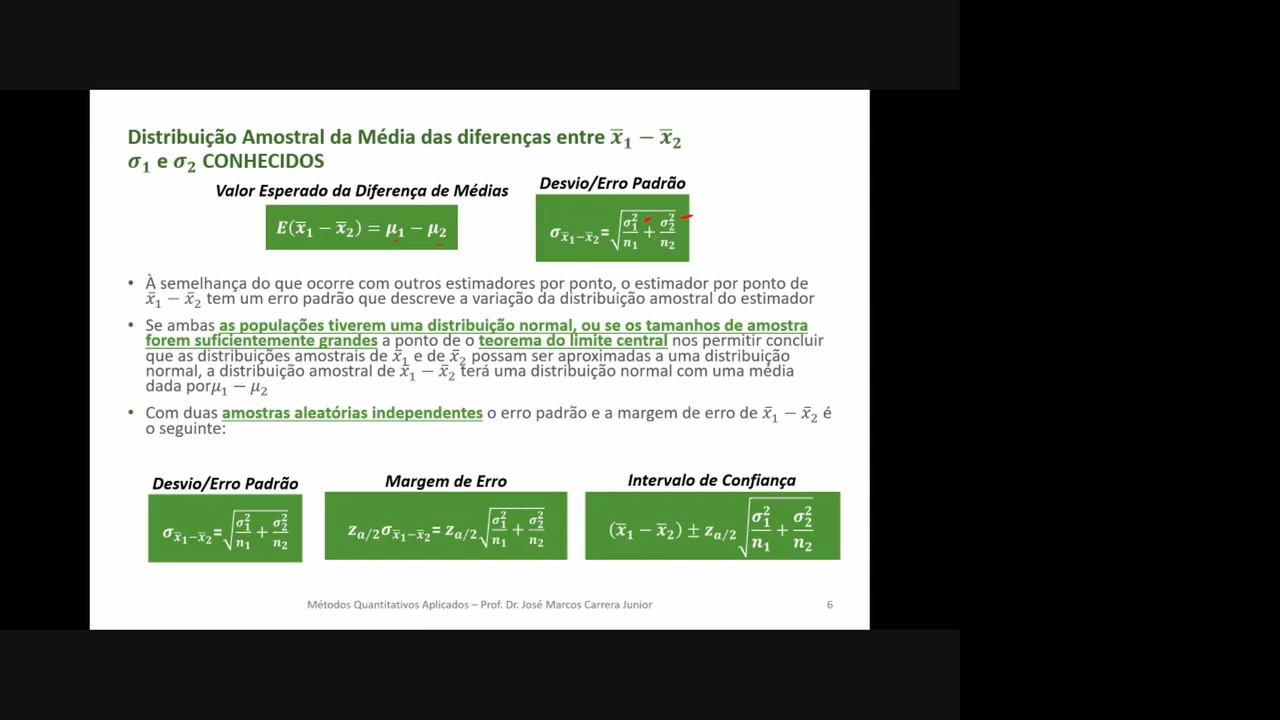 Distribuição Amostral da Média das diferenças entre x̄₁ − x̄₂
σ₁ e σ₂ CONHECIDOS
Valor Esperado da Diferença de Médias
Desvio/Erro Padrão
E(x̄₁ − x̄₂) = μ₁ − μ₂
σx̄₁−x̄₂=√(σ₁²/n₁ + σ₂²/n₂)
• À semelhança do que ocorre com outros estimadores por ponto, o estimador por ponto de
x̄₁ − x̄₂ tem um erro padrão que descreve a variação da distribuição amostral do estimador
• Se ambas as populações tiverem uma distribuição normal, ou se os tamanhos de amostra
forem suficientemente grandes a ponto de o teorema do limite central nos permitir concluir
que as distribuições amostrais de x̄₁ e de x̄₂ possam ser aproximadas a uma distribuição
normal, a distribuição amostral de x̄₁ − x̄₂ terá uma distribuição normal com uma média
dada porμ₁ − μ₂
• Com duas amostras aleatórias independentes o erro padrão e a margem de erro de x̄₁ − x̄₂ é
o seguinte:
Desvio/Erro Padrão
Margem de Erro
Intervalo de Confiança
σx̄₁−x̄₂=√(σ₁²/n₁ + σ₂²/n₂)
zₐ/₂σx̄₁−x̄₂= zₐ/₂√(σ₁²/n₁ + σ₂²/n₂)
(x̄₁ − x̄₂) ± zₐ/₂√(σ₁²/n₁ + σ₂²/n₂)
Métodos Quantitativos Aplicados – Prof. Dr. José Marcos Carrera Junior
6